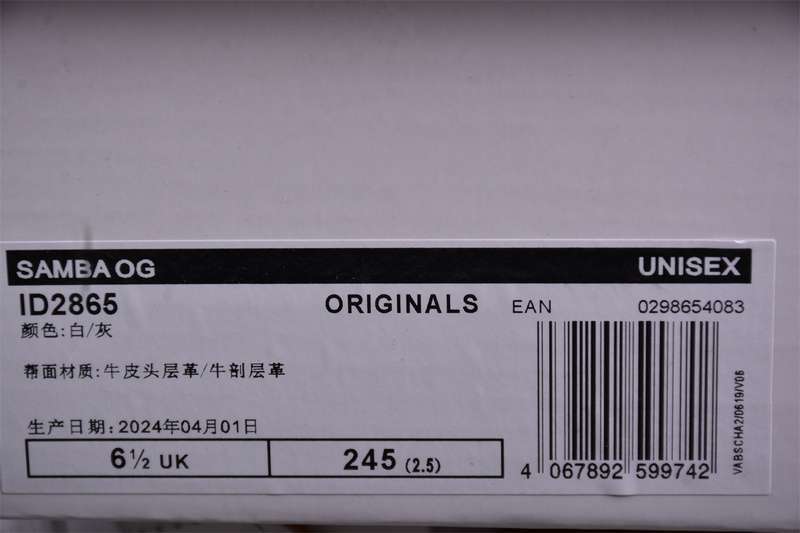 SAMBA OG UNISEX
ID2865 ORIGINALS EAN 0298654083
颜色:白/灰
帮面材质:牛皮头层革/牛剖层革
生产日期:2024年04月01日
6½ UK 245 (2.5)
4 067892 599742
VABSCHA2/0619/V06